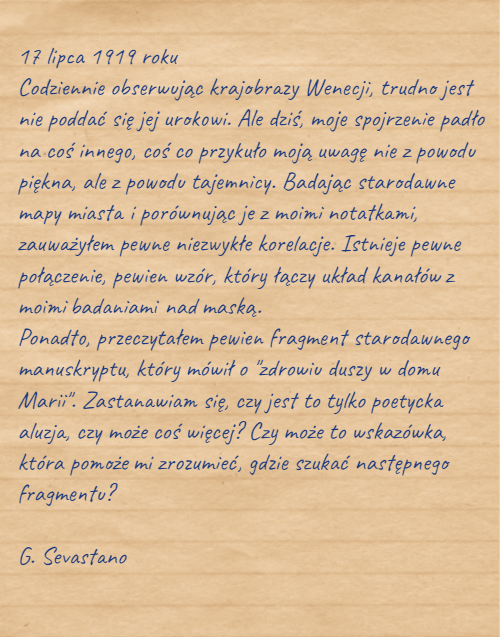 17 lipca 1919 roku
Codziennie obserwując krajobrazy Wenecji, trudno jest
nie poddać się jej urokowi. Ale dziś, moje spojrzenie padło
na coś innego, coś co przykuło moją uwagę nie z powodu
piękna, ale z powodu tajemnicy. Badając starodawne
mapy miasta i porównując je z moimi notatkami,
zauważyłem pewne niezwykłe korelacje. Istnieje pewne
połączenie, pewien wzór, który łączy układ kanałów z
moimi badaniami nad maską.
Ponadto, przeczytałem pewien fragment starodawnego
manuskryptu, który mówił o "zdrowiu duszy w domu
Marii". Zastanawiam się, czy jest to tylko poetycka
aluzja, czy może coś więcej? Czy może to wskazówka,
która pomoże mi zrozumieć, gdzie szukać następnego
fragmentu?
G. Sevastano